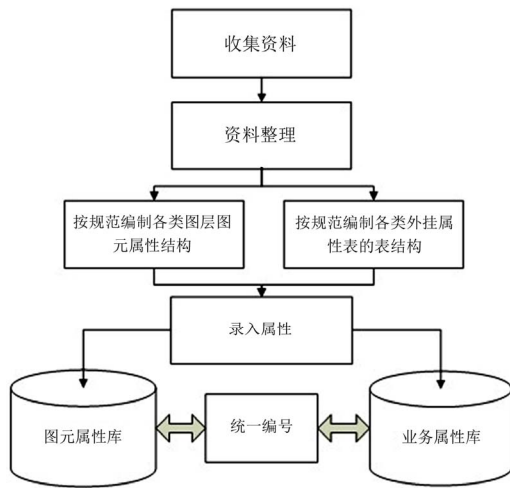 收集资料
资料整理
按规范编制各类图层图
元属性结构
按规范编制各类外挂属
性表的表结构
录入属性
图元属性库
统一编号
业务属性库